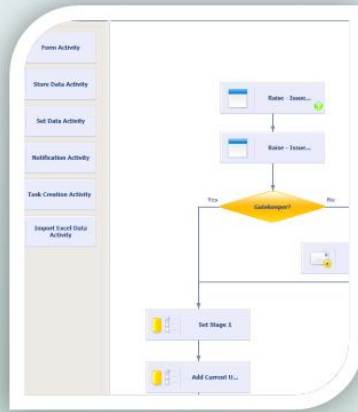 Form Activity
Store Data Activity
Set Data Activity
Notification Activity
Task Creation Activity
Import Excel Data
Activity
Raise - Issue...
Raise - Issue...
Yes
Gatekeeper?
No
Set Stage 1
Add Current U...